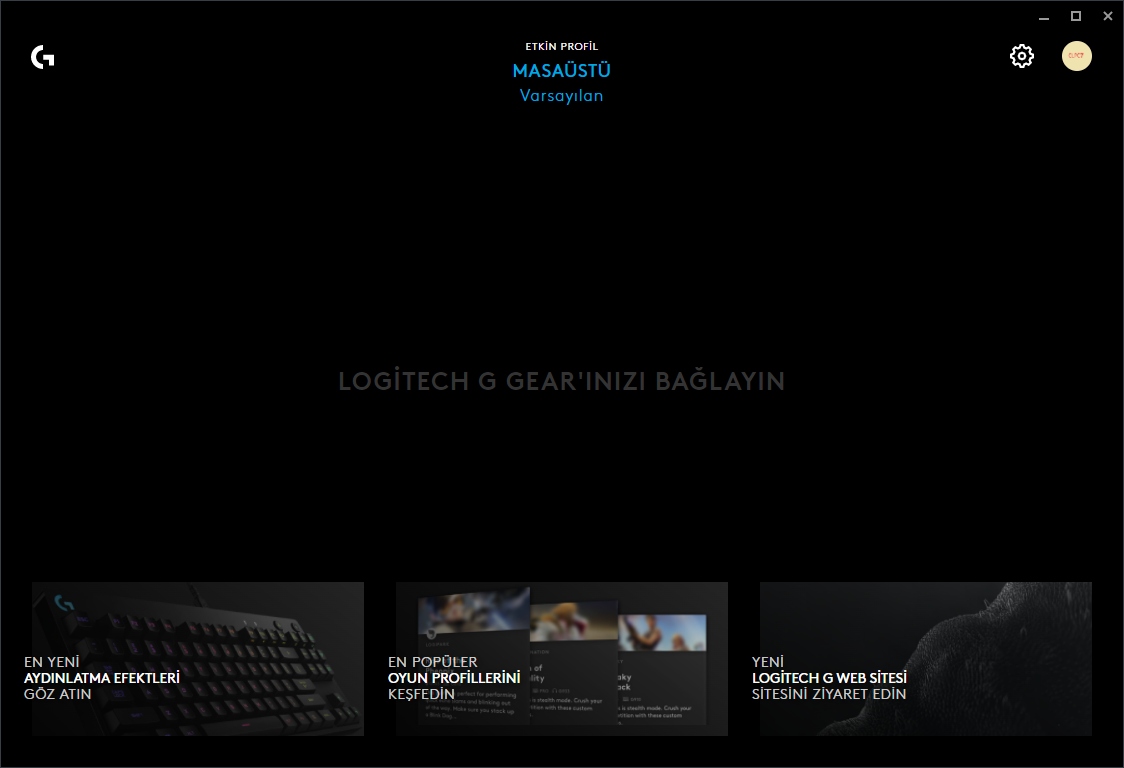 ETKİN PROFİL
MASAÜSTÜ
Varsayılan
LOGİTECH G GEAR'INIZI BAĞLAYIN
EN YENİ
AYDINLATMA EFEKTLERİ
GÖZ ATIN
EN POPÜLER
OYUN PROFİLLERİNİ
KEŞFEDİN
YENİ
LOGİTECH G WEB SİTESİ
SİTESİNİ ZİYARET EDİN